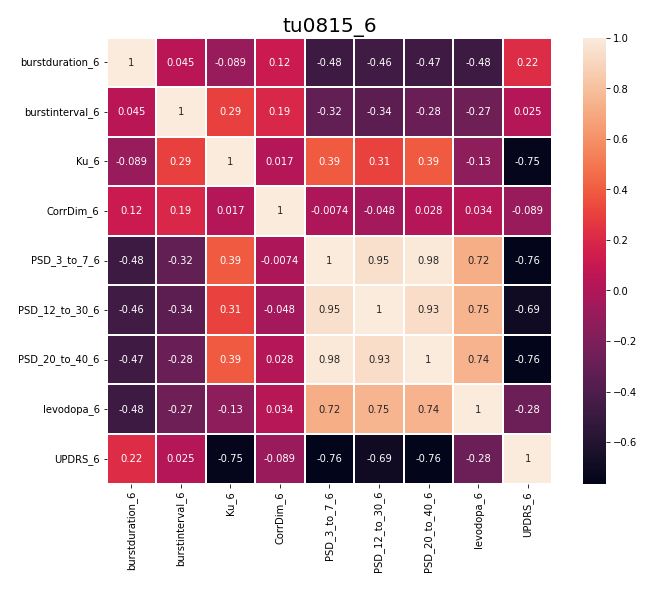 tu0815_6
burstduration_6 1 0.045 -0.089 0.12 -0.48 -0.46 -0.47 -0.48 0.22
burstinterval_6 0.045 1 0.29 0.19 -0.32 -0.34 -0.28 -0.27 0.025
Ku_6 -0.089 0.29 1 0.017 0.39 0.31 0.39 -0.13 -0.75
CorrDim_6 0.12 0.19 0.017 1 -0.0074 -0.048 0.028 0.034 -0.089
PSD_3_to_7_6 -0.48 -0.32 0.39 -0.0074 1 0.95 0.98 0.72 -0.76
PSD_12_to_30_6 -0.46 -0.34 0.31 -0.048 0.95 1 0.93 0.75 -0.69
PSD_20_to_40_6 -0.47 -0.28 0.39 0.028 0.98 0.93 1 0.74 -0.76
levodopa_6 -0.48 -0.27 -0.13 0.034 0.72 0.75 0.74 1 -0.28
UPDRS_6 0.22 0.025 -0.75 -0.089 -0.76 -0.69 -0.76 -0.28 1
burstduration_6
burstinterval_6
Ku_6
CorrDim_6
PSD_3_to_7_6
PSD_12_to_30_6
PSD_20_to_40_6
levodopa_6
UPDRS_6
1.0
0.8
0.6
0.4
0.2
0.0
−0.2
−0.4
−0.6